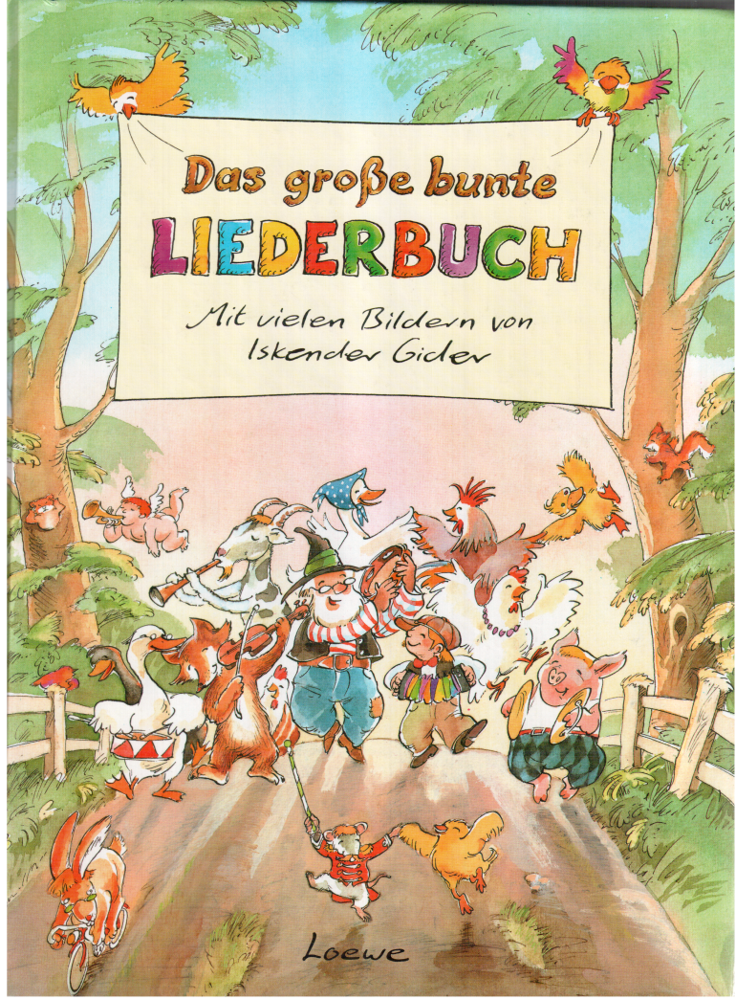 Das große bunte
LIEDERBUCH
Mit vielen Bildern von
Iskender Gider
Loewe